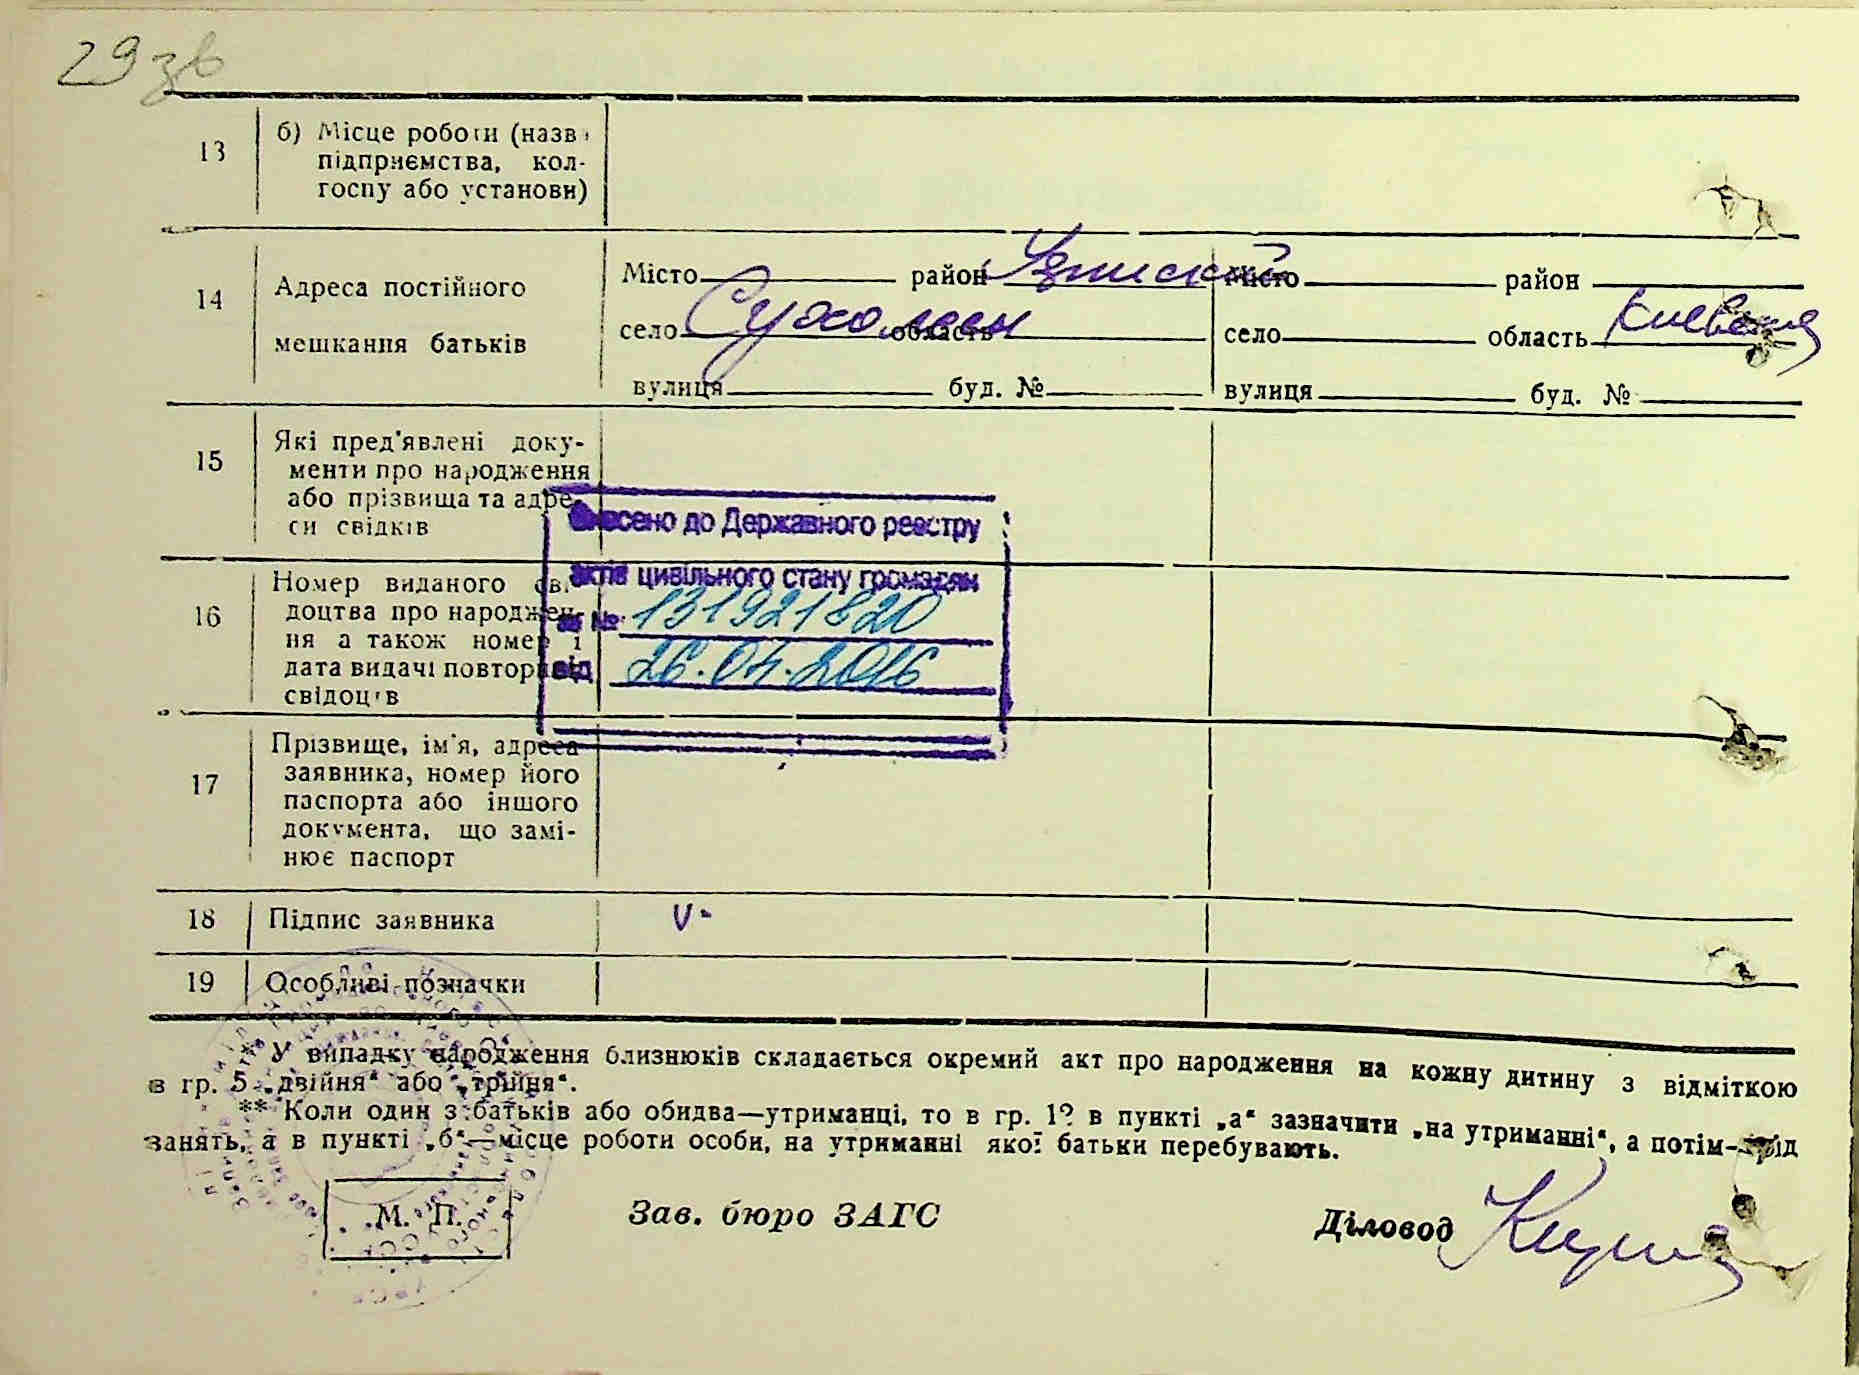 29 зв
13 б) Місце роботи (назва
підприємства, кол-
госпу або установи)
14 Адреса постійного
мешкання батьків
Місто район Узинский Місто район
село Сухолесы область село область Киевская
вулиця буд. № вулиця буд. №
15 Які пред'явлені доку-
менти про народження
або прізвища та адре-
си свідків
Внесено до Державного реєстру
актів цивільного стану громадян
за № 131921820
від 26.04.2016
16 Номер виданого сві-
доцтва про народжен-
ня а також номер і
дата видачі повторних
свідоцтв
17 Прізвище, ім'я, адреса
заявника, номер його
паспорта або іншого
документа, що замі-
нює паспорт
18 Підпис заявника
19 Особливі позначки
* У випадку народження близнюків складається окремий акт про народження на кожну дитину з відміткою
в гр. 5 „двійня“ або „трійня“.
** Коли один з батьків або обидва—утриманці, то в гр. 12 в пункті „а“ зазначити „на утриманні“, а потім—рід
занять, а в пункті „б“—місце роботи особи, на утриманні якої батьки перебувають.
М. П. Зав. бюро ЗАГС Діловод